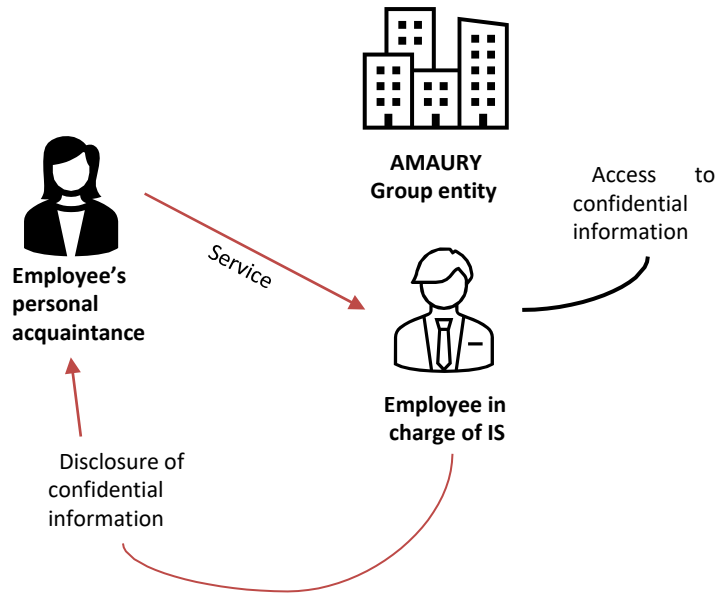 AMAURY
Group entity
Access to
confidential
information
Service
Employee’s
personal
acquaintance
Employee in
charge of IS
Disclosure of
confidential
information